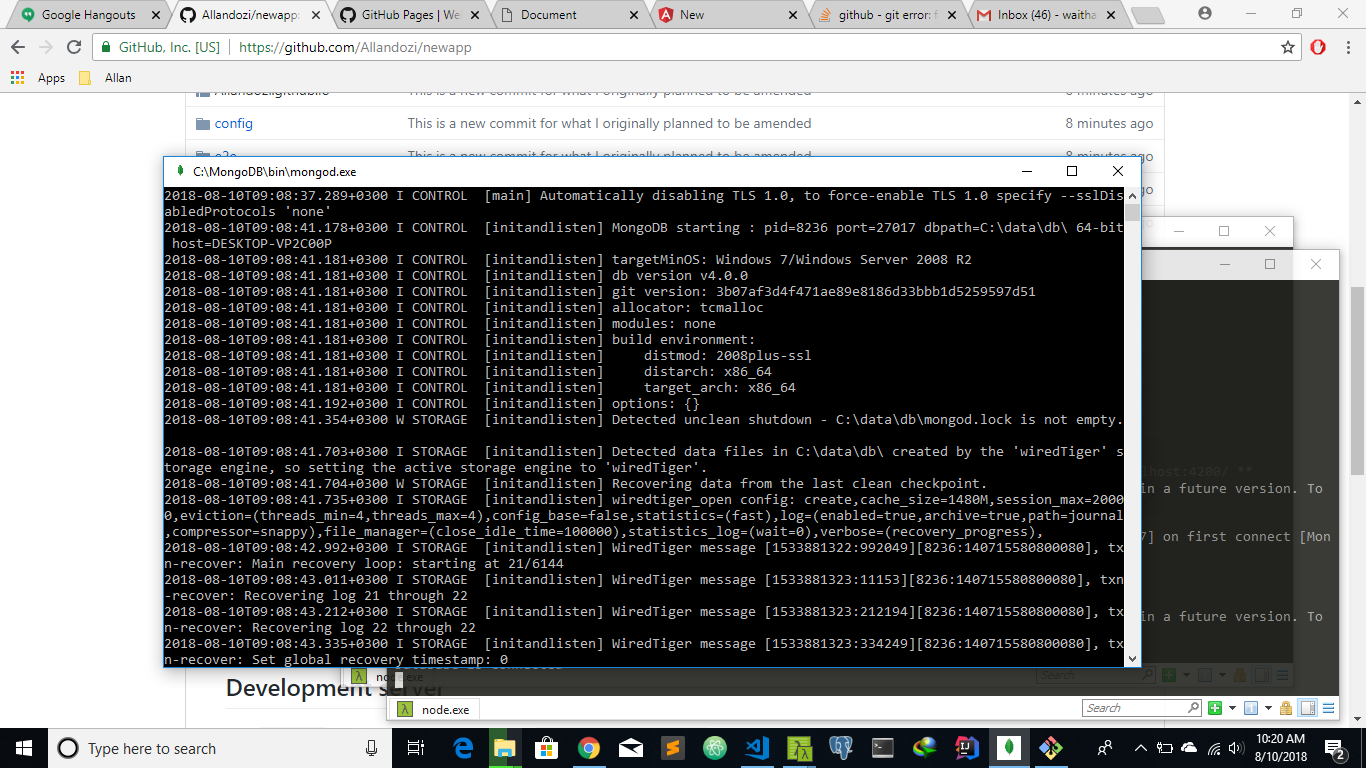 Google Hangouts
Allandozi/newapp:
GitHub Pages | We
Document
New
github - git error: f
Inbox (46) - waitha
GitHub, Inc. [US] | https://github.com/Allandozi/newapp
Apps
Allan
This is a new commit for what I originally planned to be amended
config
This is a new commit for what I originally planned to be amended
8 minutes ago
C:\MongoDB\bin\mongod.exe
2018-08-10T09:08:37.289+0300 I CONTROL  [main] Automatically disabling TLS 1.0, to force-enable TLS 1.0 specify --sslDis
abledProtocols 'none'
2018-08-10T09:08:41.178+0300 I CONTROL  [initandlisten] MongoDB starting : pid=8236 port=27017 dbpath=C:\data\db\ 64-bit
 host=DESKTOP-VP2C00P
2018-08-10T09:08:41.181+0300 I CONTROL  [initandlisten] targetMinOS: Windows 7/Windows Server 2008 R2
2018-08-10T09:08:41.181+0300 I CONTROL  [initandlisten] db version v4.0.0
2018-08-10T09:08:41.181+0300 I CONTROL  [initandlisten] git version: 3b07af3d4f471ae89e8186d33bbb1d5259597d51
2018-08-10T09:08:41.181+0300 I CONTROL  [initandlisten] allocator: tcmalloc
2018-08-10T09:08:41.181+0300 I CONTROL  [initandlisten] modules: none
2018-08-10T09:08:41.181+0300 I CONTROL  [initandlisten] build environment:
2018-08-10T09:08:41.181+0300 I CONTROL  [initandlisten]     distmod: 2008plus-ssl
2018-08-10T09:08:41.181+0300 I CONTROL  [initandlisten]     distarch: x86_64
2018-08-10T09:08:41.181+0300 I CONTROL  [initandlisten]     target_arch: x86_64
2018-08-10T09:08:41.192+0300 I CONTROL  [initandlisten] options: {}
2018-08-10T09:08:41.354+0300 W STORAGE  [initandlisten] Detected unclean shutdown - C:\data\db\mongod.lock is not empty.
2018-08-10T09:08:41.703+0300 I STORAGE  [initandlisten] Detected data files in C:\data\db\ created by the 'wiredTiger' s
torage engine, so setting the active storage engine to 'wiredTiger'.
2018-08-10T09:08:41.704+0300 W STORAGE  [initandlisten] Recovering data from the last clean checkpoint.
2018-08-10T09:08:41.735+0300 I STORAGE  [initandlisten] wiredtiger_open config: create,cache_size=1480M,session_max=2000
0,eviction=(threads_min=4,threads_max=4),config_base=false,statistics=(fast),log=(enabled=true,archive=true,path=journal
,compressor=snappy),file_manager=(close_idle_time=100000),statistics_log=(wait=0),verbose=(recovery_progress),
2018-08-10T09:08:42.992+0300 I STORAGE  [initandlisten] WiredTiger message [1533881322:992049][8236:140715580800080], tx
n-recover: Main recovery loop: starting at 21/6144
2018-08-10T09:08:43.011+0300 I STORAGE  [initandlisten] WiredTiger message [1533881323:11153][8236:140715580800080], txn
-recover: Recovering log 21 through 22
2018-08-10T09:08:43.212+0300 I STORAGE  [initandlisten] WiredTiger message [1533881323:212194][8236:140715580800080], tx
n-recover: Recovering log 22 through 22
2018-08-10T09:08:43.335+0300 I STORAGE  [initandlisten] WiredTiger message [1533881323:334249][8236:140715580800080], tx
n-recover: Set global recovery timestamp: 0
lhost:4200/ **
in a future version. To
7] on first connect [Mon
in a future version. To
Development server
Search
node.exe
Search
Type here to search
10:20 AM
8/10/2018
2